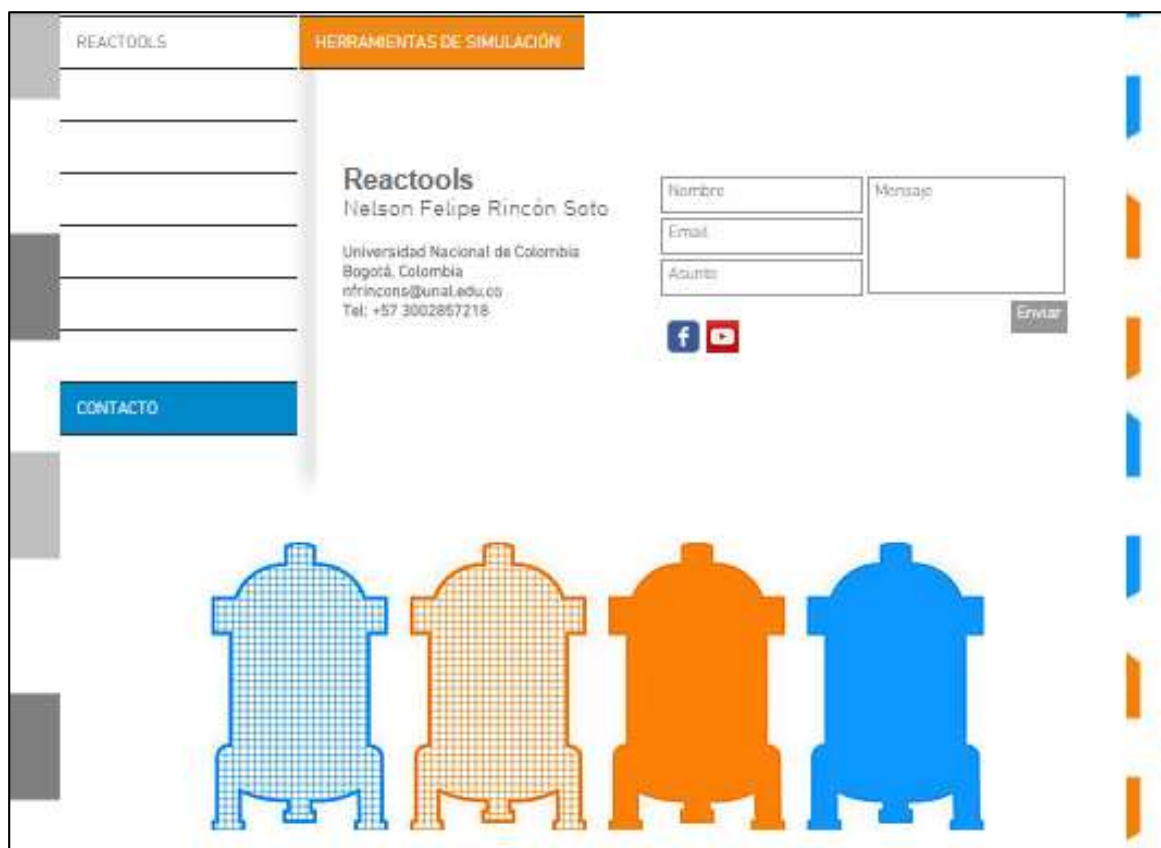 REACTOOLS
HERRAMIENTAS DE SIMULACIÓN
Reactools
Nelson Felipe Rincón Soto
Universidad Nacional de Colombia
Bogotá, Colombia
nfrincons@unal.edu.co
Tel: +57 3002857218
Nombre
Email
Asunto
Mensaje
Enviar
CONTACTO